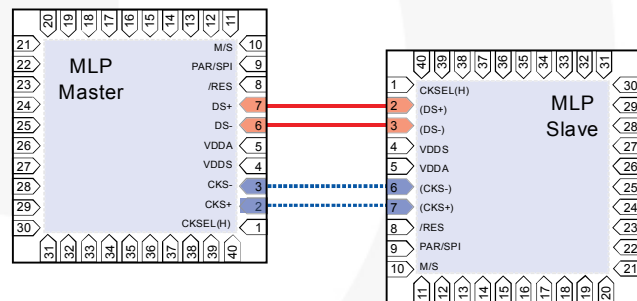 20 19 18 17 16 15 14 13 12 11
21 M/S 10
22 MLP PAR/SPI 9
23 Master /RES 8
24 DS+ 7
25 DS- 6
26 VDDA 5
27 VDDS 4
28 CKS- 3
29 CKS+ 2
30 CKSEL(H) 1
31 32 33 34 35 36 37 38 39 40
40 39 38 37 36 35 34 33 32 31
1 CKSEL(H) 30
2 (DS+) MLP 29
3 (DS-) Slave 28
4 VDDS 27
5 VDDA 26
6 (CKS-) 25
7 (CKS+) 24
8 /RES 23
9 PAR/SPI 22
10 M/S 21
11 12 13 14 15 16 17 18 19 20